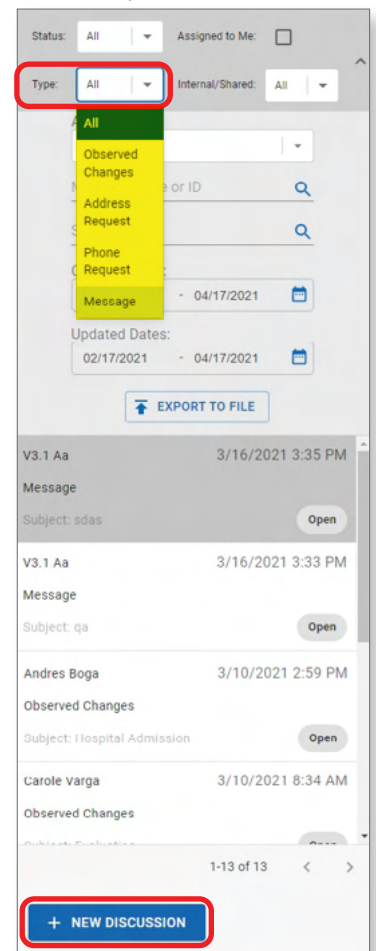 Status: All Assigned to Me:
Type: All Internal/Shared: All
All
Observed
Changes
Address
Request
Phone
Request
Message
or ID
- 04/17/2021
Updated Dates:
02/17/2021 - 04/17/2021
EXPORT TO FILE
V3.1 Aa 3/16/2021 3:35 PM
Message
Subject: sdas Open
V3.1 Aa 3/16/2021 3:33 PM
Message
Subject: qa Open
Andres Boga 3/10/2021 2:59 PM
Observed Changes
Subject: Hospital Admission Open
Carole Varga 3/10/2021 8:34 AM
Observed Changes
1-13 of 13 < >
+ NEW DISCUSSION